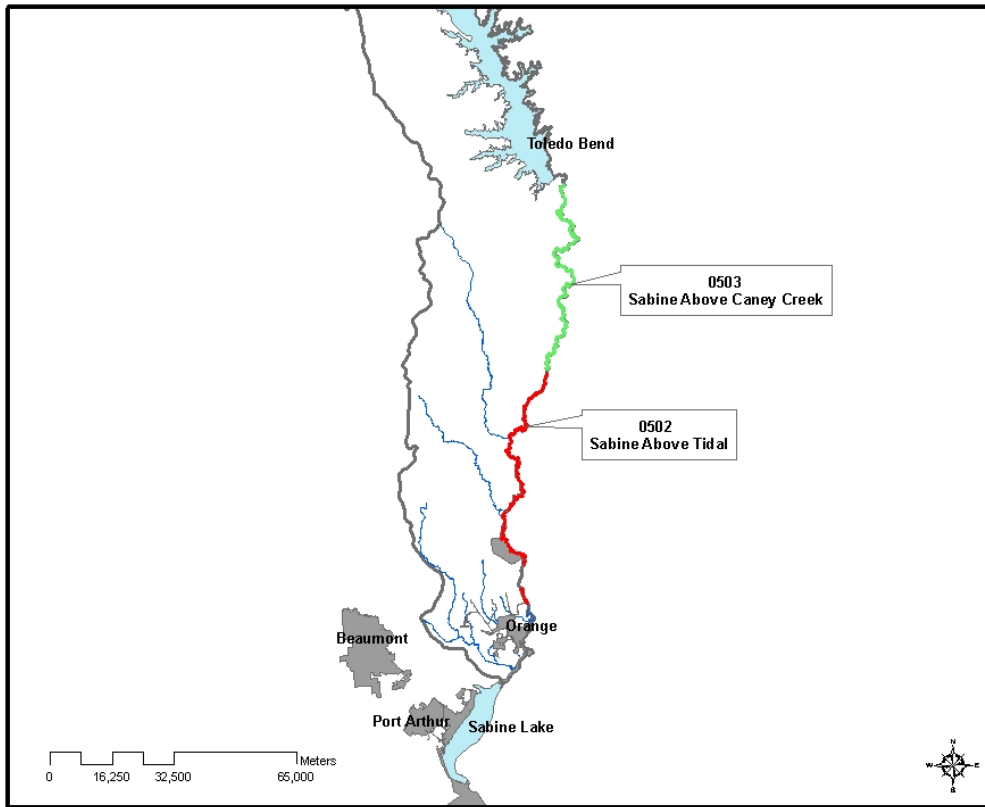 Toledo Bend
0503
Sabine Above Caney Creek
0502
Sabine Above Tidal
Orange
Beaumont
Port Arthur
Sabine Lake
Meters
0 16,250 32,500 65,000
N
W E
S